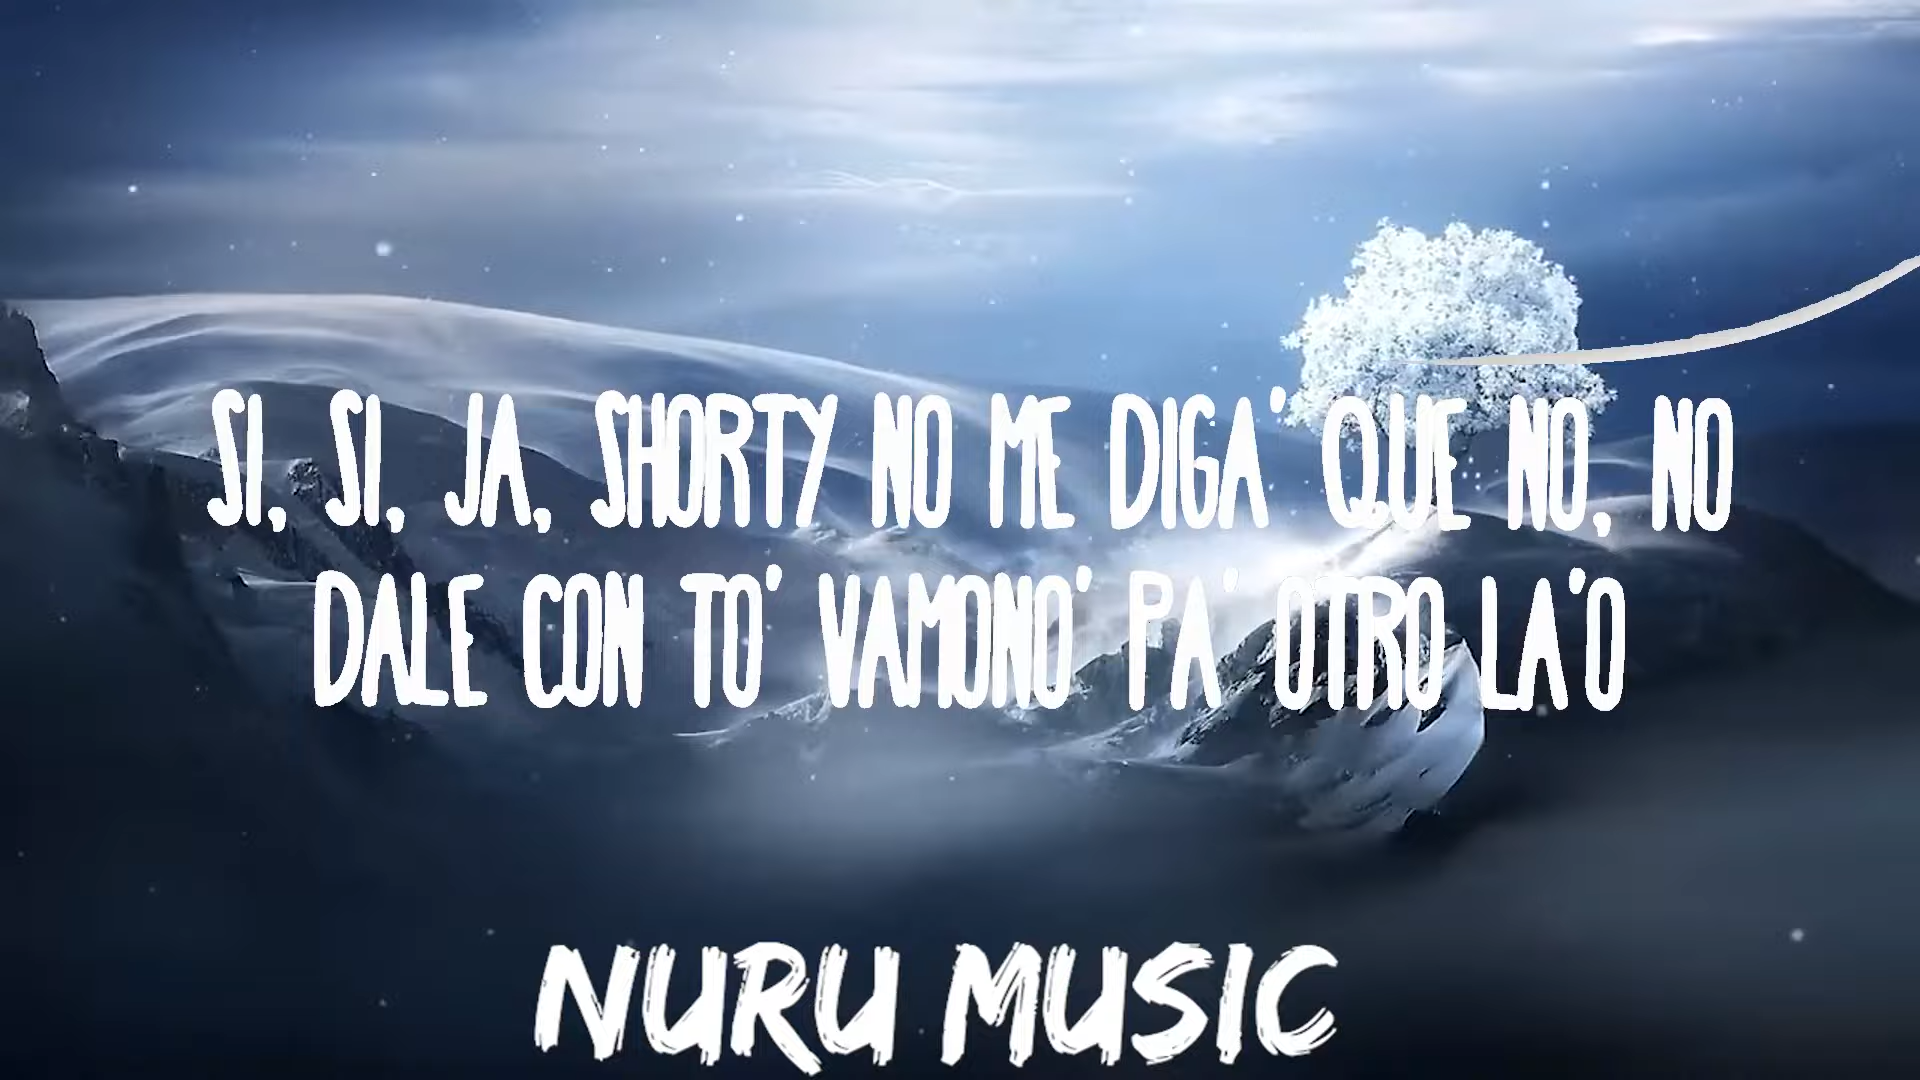 SI, SI, JA, SHORTY NO ME DIGA' QUE NO, NO
DALE CON TO' VAMONO' PA' OTRO LA'O
NURU MUSIC